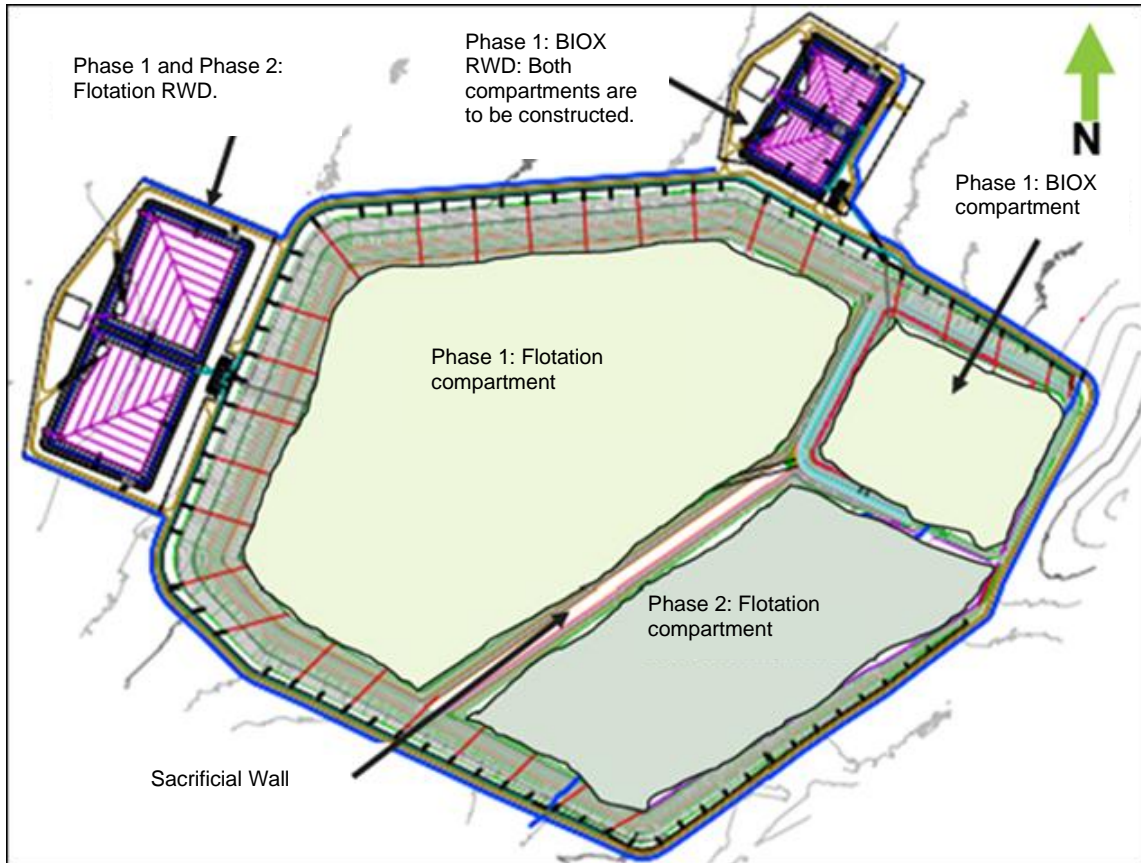 Phase 1 and Phase 2:
Flotation RWD.
Phase 1: BIOX
RWD: Both
compartments are
to be constructed.
N
Phase 1: BIOX
compartment
Phase 1: Flotation
compartment
Phase 2: Flotation
compartment
Sacrificial Wall